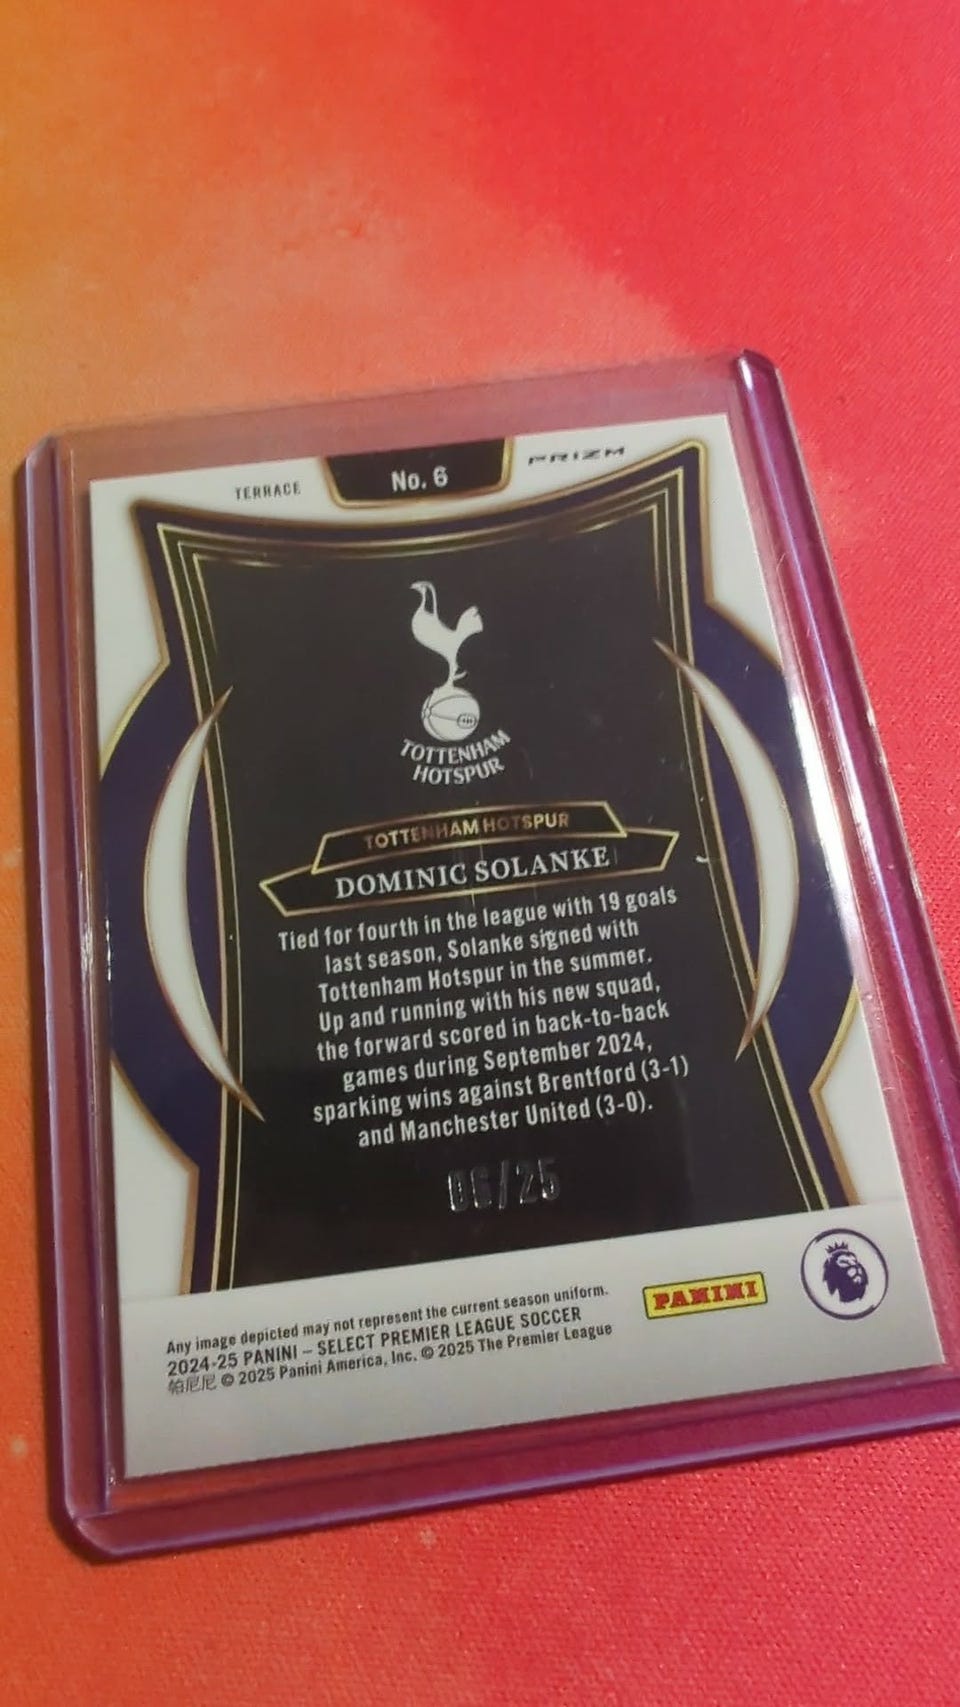 TERRACE
No. 6
PRIZM
TOTTENHAM
HOTSPUR
TOTTENHAM HOTSPUR
DOMINIC SOLANKE
Tied for fourth in the league with 19 goals
last season, Solanke signed with
Tottenham Hotspur in the summer.
Up and running with his new squad,
the forward scored in back-to-back
games during September 2024,
sparking wins against Brentford (3-1)
and Manchester United (3-0).
06/25
Any image depicted may not represent the current season uniform.
2024-25 PANINI – SELECT PREMIER LEAGUE SOCCER
帕尼尼 © 2025 Panini America, Inc. © 2025 The Premier League
PANINI